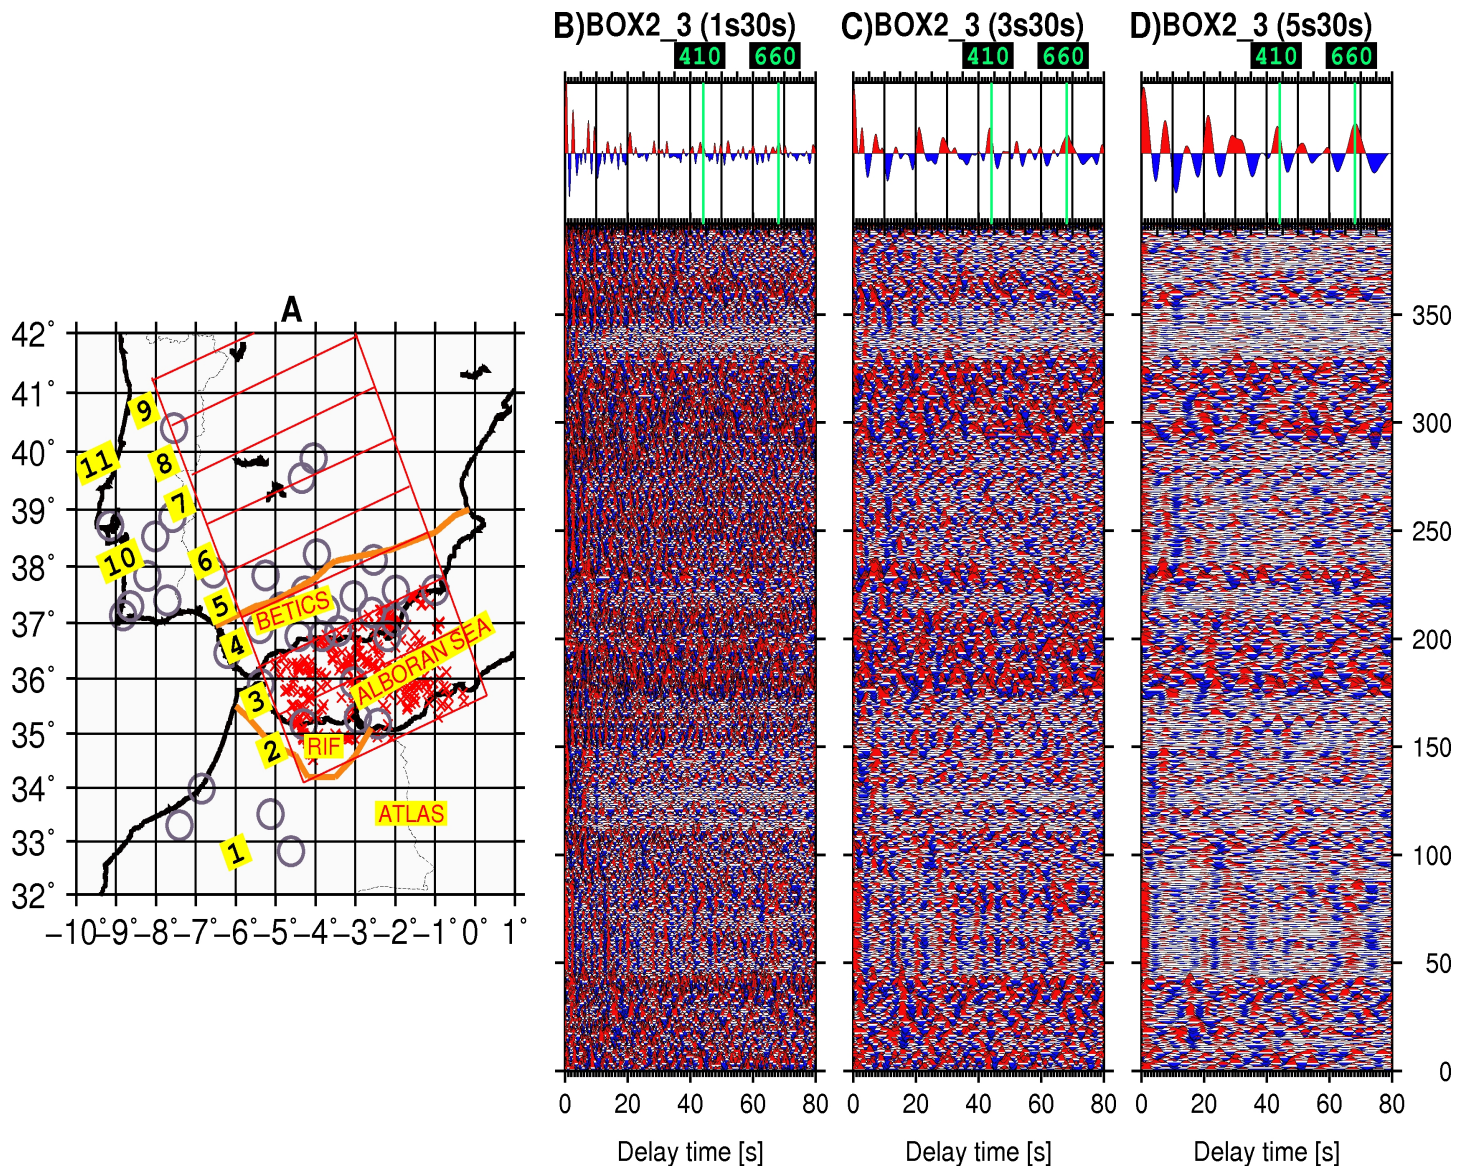 B)BOX2_3 (1s30s)
C)BOX2_3 (3s30s)
D)BOX2_3 (5s30s)
410 660
410 660
410 660
A
42°
41°
40°
39°
38°
37°
36°
35°
34°
33°
32°
−10 −9° −8° −7° −6° −5° −4° −3° −2° −1° 0° 1°
9
11
8
7
10
6
5
BETICS
4
ALBORAN SEA
3
2
RIF
ATLAS
1
350
300
250
200
150
100
50
0
0 20 40 60 80
0 20 40 60 80
0 20 40 60 80
Delay time [s]
Delay time [s]
Delay time [s]